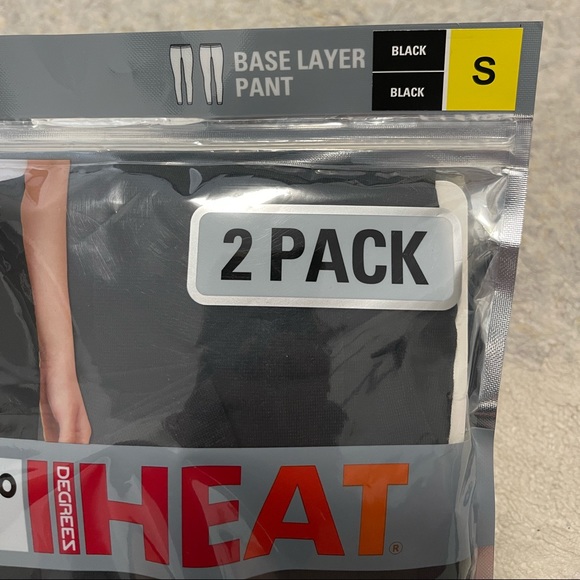 BASE LAYER
PANT
BLACK
BLACK
S
2 PACK
DEGREES
HEAT
®